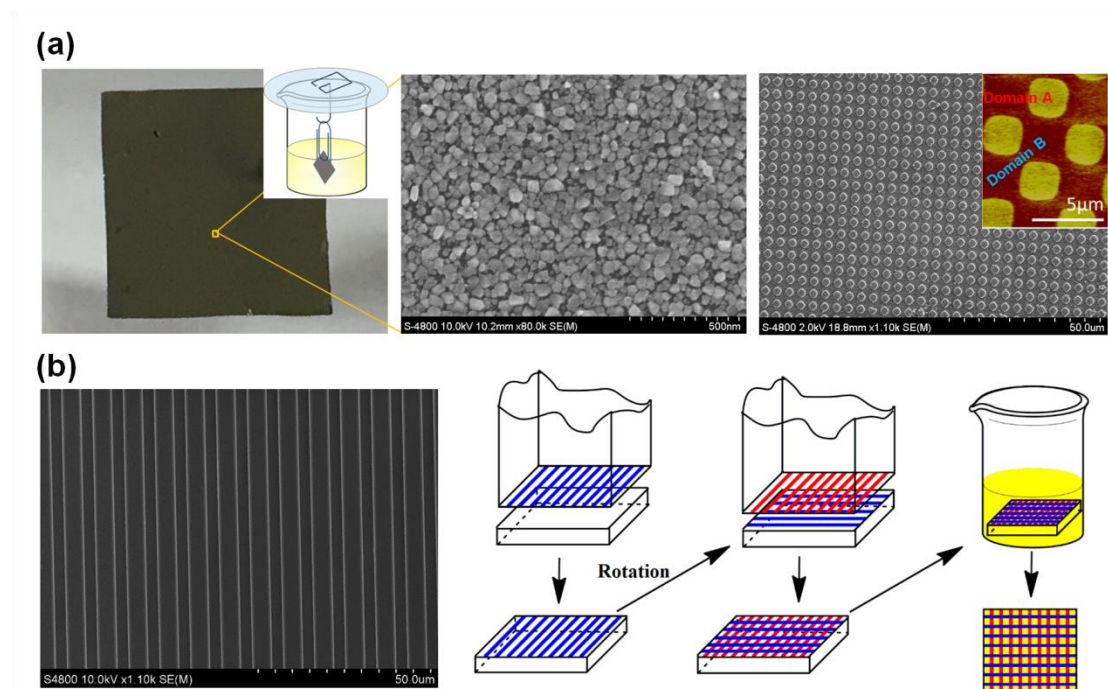 (a)
Domain A
Domain B
5μm
S-4800 10.0kV 10.2mm x80.0k SE(M)
500nm
S-4800 2.0kV 18.8mm x1.10k SE(M)
50.0um
(b)
Rotation
S4800 10.0kV x1.10k SE(M)
50.0um